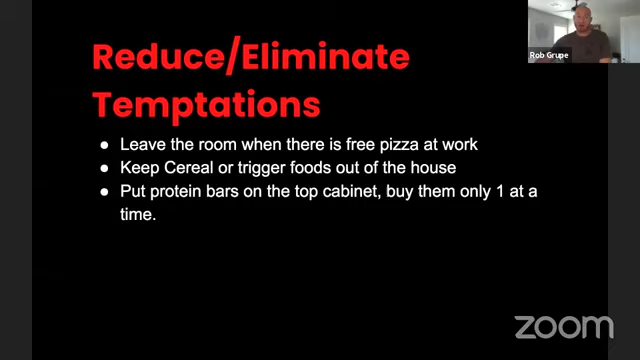 Reduce/Eliminate
Temptations
● Leave the room when there is free pizza at work
● Keep Cereal or trigger foods out of the house
● Put protein bars on the top cabinet, buy them only 1 at a
time.
Rob Grupe
zoom